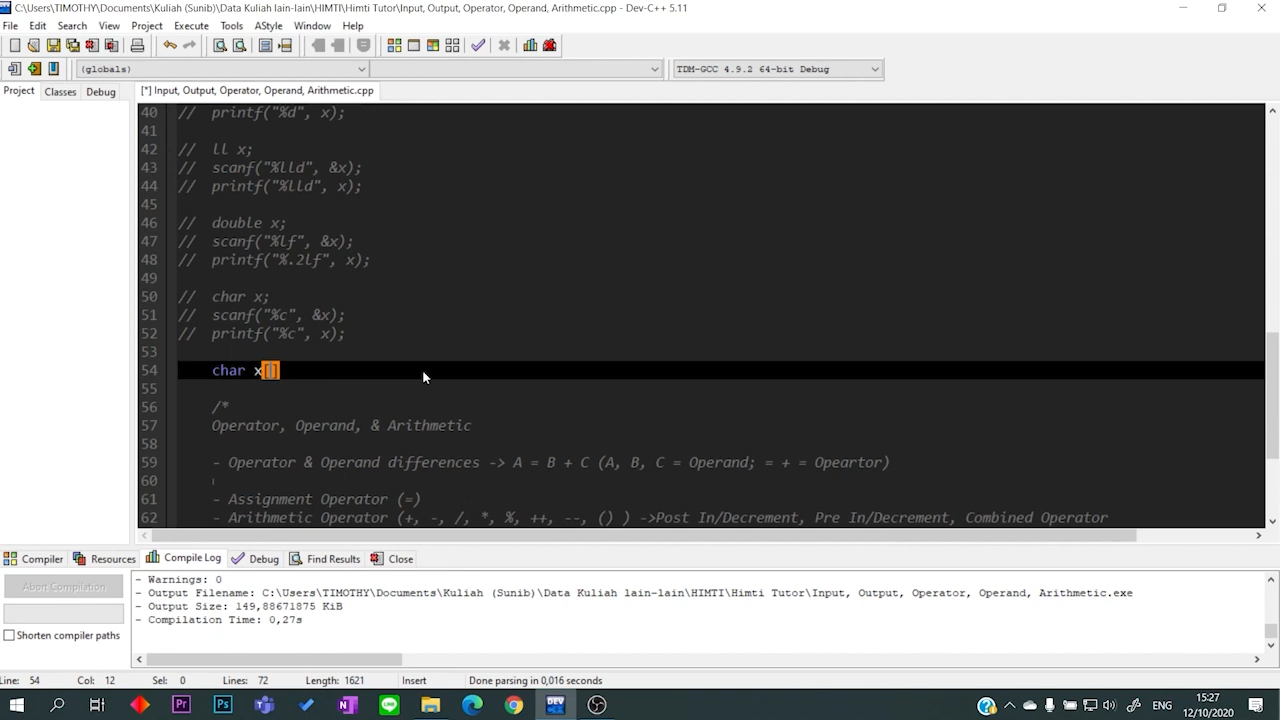 C:\Users\TIMOTHY\Documents\Kuliah (Sunib)\Data Kuliah lain-lain\HIMTI\Himti Tutor\Input, Output, Operator, Operand, Arithmetic.cpp - Dev-C++ 5.11
File Edit Search View Project Execute Tools AStyle Window Help
(globals) TDM-GCC 4.9.2 64-bit Debug
Project Classes Debug [*] Input, Output, Operator, Operand, Arithmetic.cpp
40 // printf("%d", x);
41
42 // ll x;
43 // scanf("%lld", &x);
44 // printf("%lld", x);
45
46 // double x;
47 // scanf("%lf", &x);
48 // printf("%.2lf", x);
49
50 // char x;
51 // scanf("%c", &x);
52 // printf("%c", x);
53
54 char x[]
55
56 /*
57 Operator, Operand, & Arithmetic
58
59 - Operator & Operand differences -> A = B + C (A, B, C = Operand; = + = Opeartor)
60
61 - Assignment Operator (=)
62 - Arithmetic Operator (+, -, /, *, %, ++, --, () ) ->Post In/Decrement, Pre In/Decrement, Combined Operator
Compiler Resources Compile Log Debug Find Results Close
Abort Compilation
Shorten compiler paths
- Warnings: 0
- Output Filename: C:\Users\TIMOTHY\Documents\Kuliah (Sunib)\Data Kuliah lain-lain\HIMTI\Himti Tutor\Input, Output, Operator, Operand, Arithmetic.exe
- Output Size: 149,88671875 KiB
- Compilation Time: 0,27s
Line: 54 Col: 12 Sel: 0 Lines: 72 Length: 1621 Insert Done parsing in 0,016 seconds
Pr Ps DEV ENG 15:27
12/10/2020